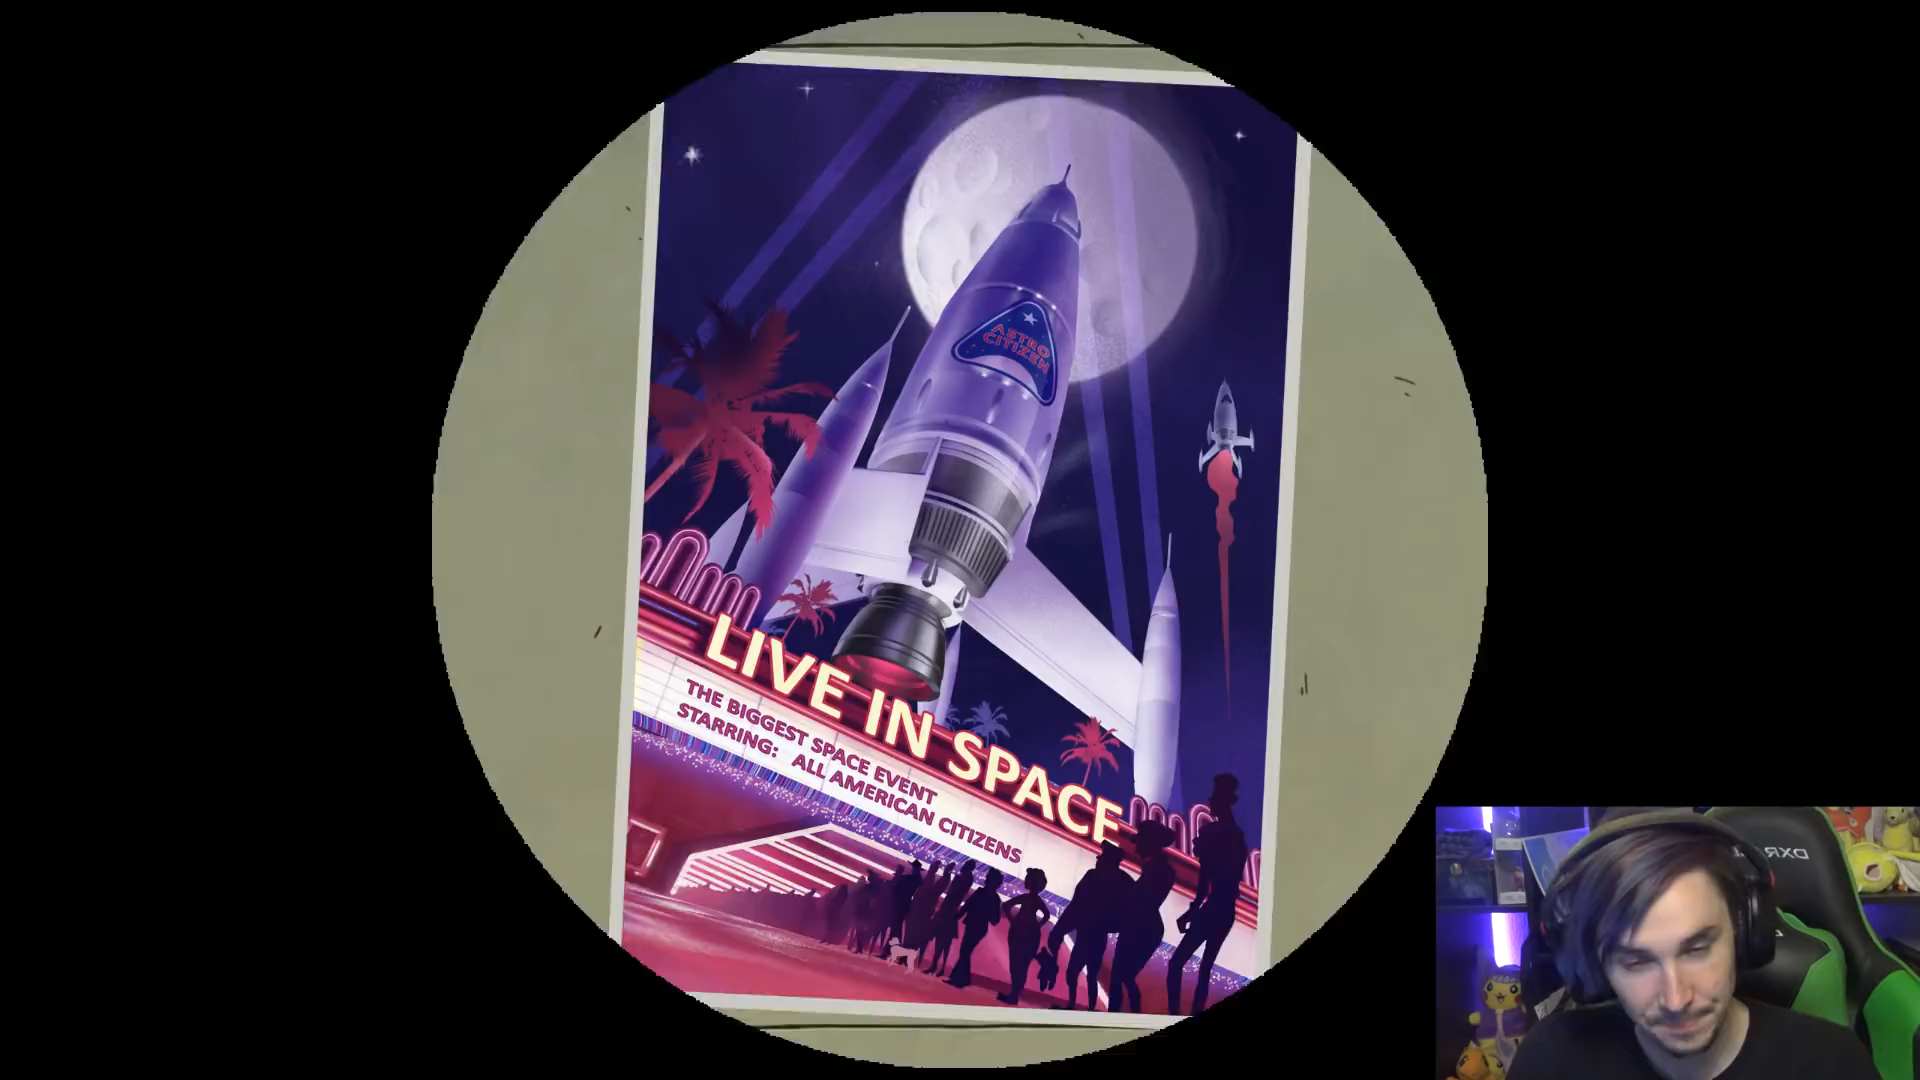 ASTRO
CITIZEN
LIVE IN SPACE
THE BIGGEST SPACE EVENT
STARRING: ALL AMERICAN CITIZENS